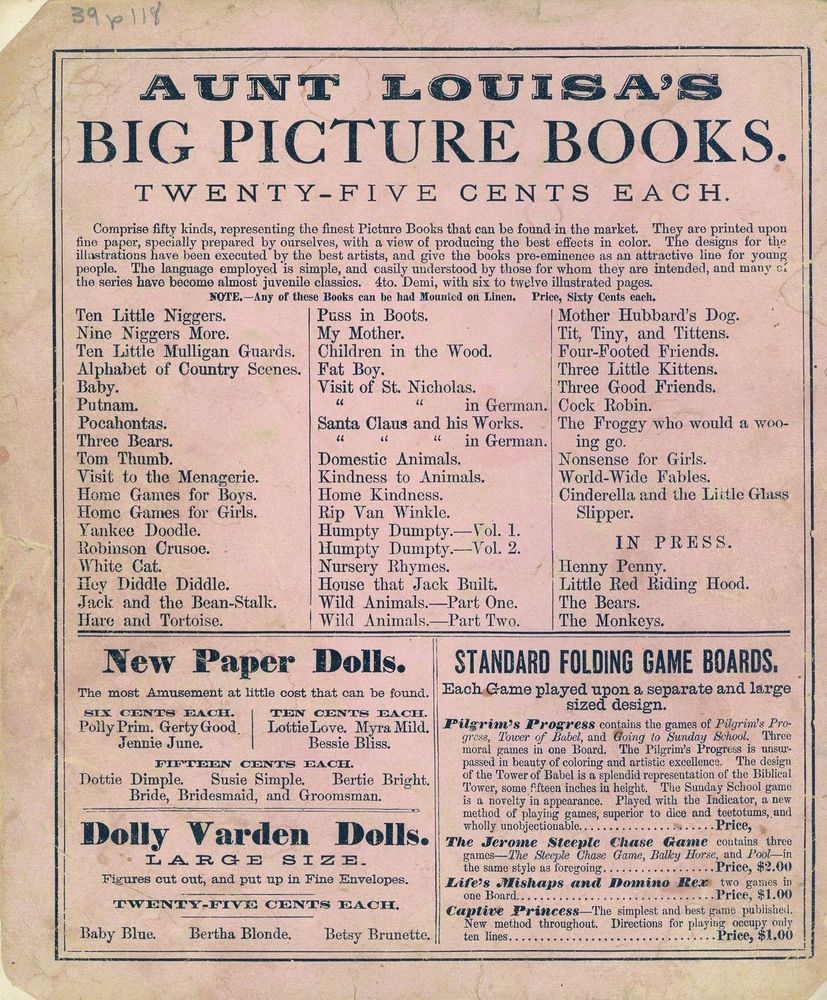 39 p 118
AUNT LOUISA'S
BIG PICTURE BOOKS.
TWENTY-FIVE CENTS EACH.
Comprise fifty kinds, representing the finest Picture Books that can be found in the market. They are printed upon
fine paper, specially prepared by ourselves, with a view of producing the best effects in color. The designs for the
illustrations have been executed by the best artists, and give the books pre-eminence as an attractive line for young
people. The language employed is simple, and easily understood by those for whom they are intended, and many of
the series have become almost juvenile classics. 4to. Demi, with six to twelve illustrated pages.
NOTE.—Any of these Books can be had Mounted on Linen. Price, Sixty Cents each.
Ten Little Niggers.
Nine Niggers More.
Ten Little Mulligan Guards.
Alphabet of Country Scenes.
Baby.
Putnam.
Pocahontas.
Three Bears.
Tom Thumb.
Visit to the Menagerie.
Home Games for Boys.
Home Games for Girls.
Yankee Doodle.
Robinson Crusoe.
White Cat.
Hey Diddle Diddle.
Jack and the Bean-Stalk.
Hare and Tortoise.
Puss in Boots.
My Mother.
Children in the Wood.
Fat Boy.
Visit of St. Nicholas.
" " in German.
Santa Claus and his Works.
" " " in German.
Domestic Animals.
Kindness to Animals.
Home Kindness.
Rip Van Winkle.
Humpty Dumpty.—Vol. 1.
Humpty Dumpty.—Vol. 2.
Nursery Rhymes.
House that Jack Built.
Wild Animals.—Part One.
Wild Animals.—Part Two.
Mother Hubbard's Dog.
Tit, Tiny, and Tittens.
Four-Footed Friends.
Three Little Kittens.
Three Good Friends.
Cock Robin.
The Froggy who would a woo-
ing go.
Nonsense for Girls.
World-Wide Fables.
Cinderella and the Little Glass
Slipper.
IN PRESS.
Henny Penny.
Little Red Riding Hood.
The Bears.
The Monkeys.
New Paper Dolls.
The most Amusement at little cost that can be found.
SIX CENTS EACH.
Polly Prim. Gerty Good
Jennie June.
TEN CENTS EACH.
Lottie Love. Myra Mild.
Bessie Bliss.
FIFTEEN CENTS EACH.
Dottie Dimple. Susie Simple. Bertie Bright.
Bride, Bridesmaid, and Groomsman.
Dolly Varden Dolls.
LARGE SIZE.
Figures cut out, and put up in Fine Envelopes.
TWENTY-FIVE CENTS EACH.
Baby Blue. Bertha Blonde. Betsy Brunette.
STANDARD FOLDING GAME BOARDS.
Each Game played upon a separate and large
sized design.
Pilgrim's Progress contains the games of Pilgrim's Pro-
gress, Tower of Babel, and Going to Sunday School. Three
moral games in one Board. The Pilgrim's Progress is unsur-
passed in beauty of coloring and artistic excellence. The design
of the Tower of Babel is a splendid representation of the Biblical
Tower, some fifteen inches in height. The Sunday School game
is a novelty in appearance. Played with the Indicator, a new
method of playing games, superior to dice and teetotums, and
wholly unobjectionable......................Price,
The Jerome Steeple Chase Game contains three
games—The Steeple Chase Game, Balky Horse, and Pool—in
the same style as foregoing..................Price, $2.00
Life's Mishaps and Domino Rex two games in
one Board................................Price, $1.00
Captive Princess—The simplest and best game published.
New method throughout. Directions for playing occupy only
ten lines..................................Price, $1.00